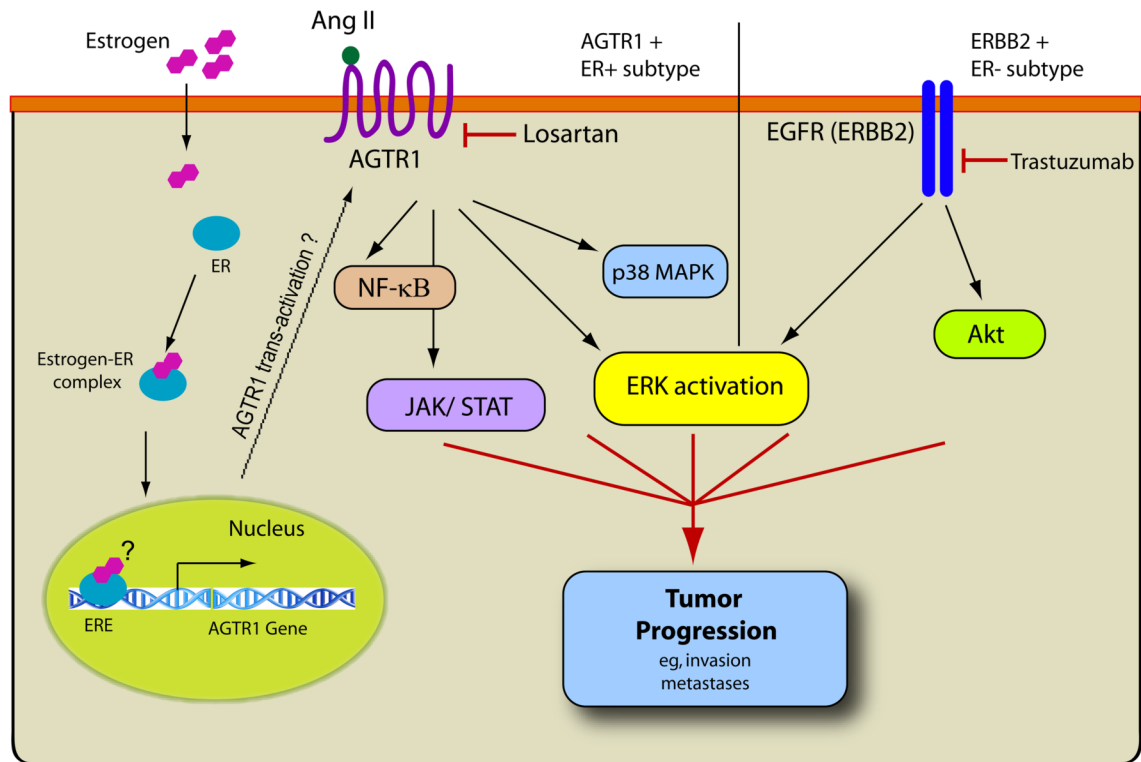 Estrogen
Ang II
AGTR1 +
ER+ subtype
ERBB2 +
ER- subtype
AGTR1
Losartan
EGFR (ERBB2)
Trastuzumab
ER
AGTR1 trans-activation ?
NF-κB
p38 MAPK
Akt
Estrogen-ER
complex
JAK/ STAT
ERK activation
Nucleus
?
ERE
AGTR1 Gene
Tumor
Progression
eg, invasion
metastases